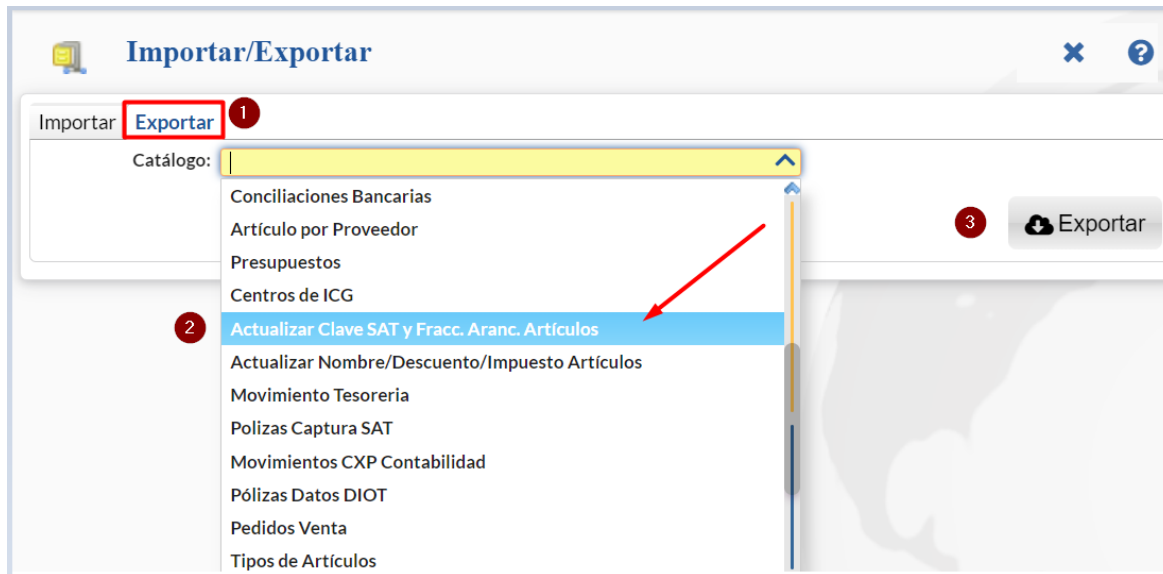 Importar/Exportar
Importar Exportar 1
Catálogo:
Conciliaciones Bancarias
Artículo por Proveedor
3 Exportar
Presupuestos
Centros de ICG
2 Actualizar Clave SAT y Fracc. Aranc. Artículos
Actualizar Nombre/Descuento/Impuesto Artículos
Movimiento Tesoreria
Polizas Captura SAT
Movimientos CXP Contabilidad
Pólizas Datos DIOT
Pedidos Venta
Tipos de Artículos